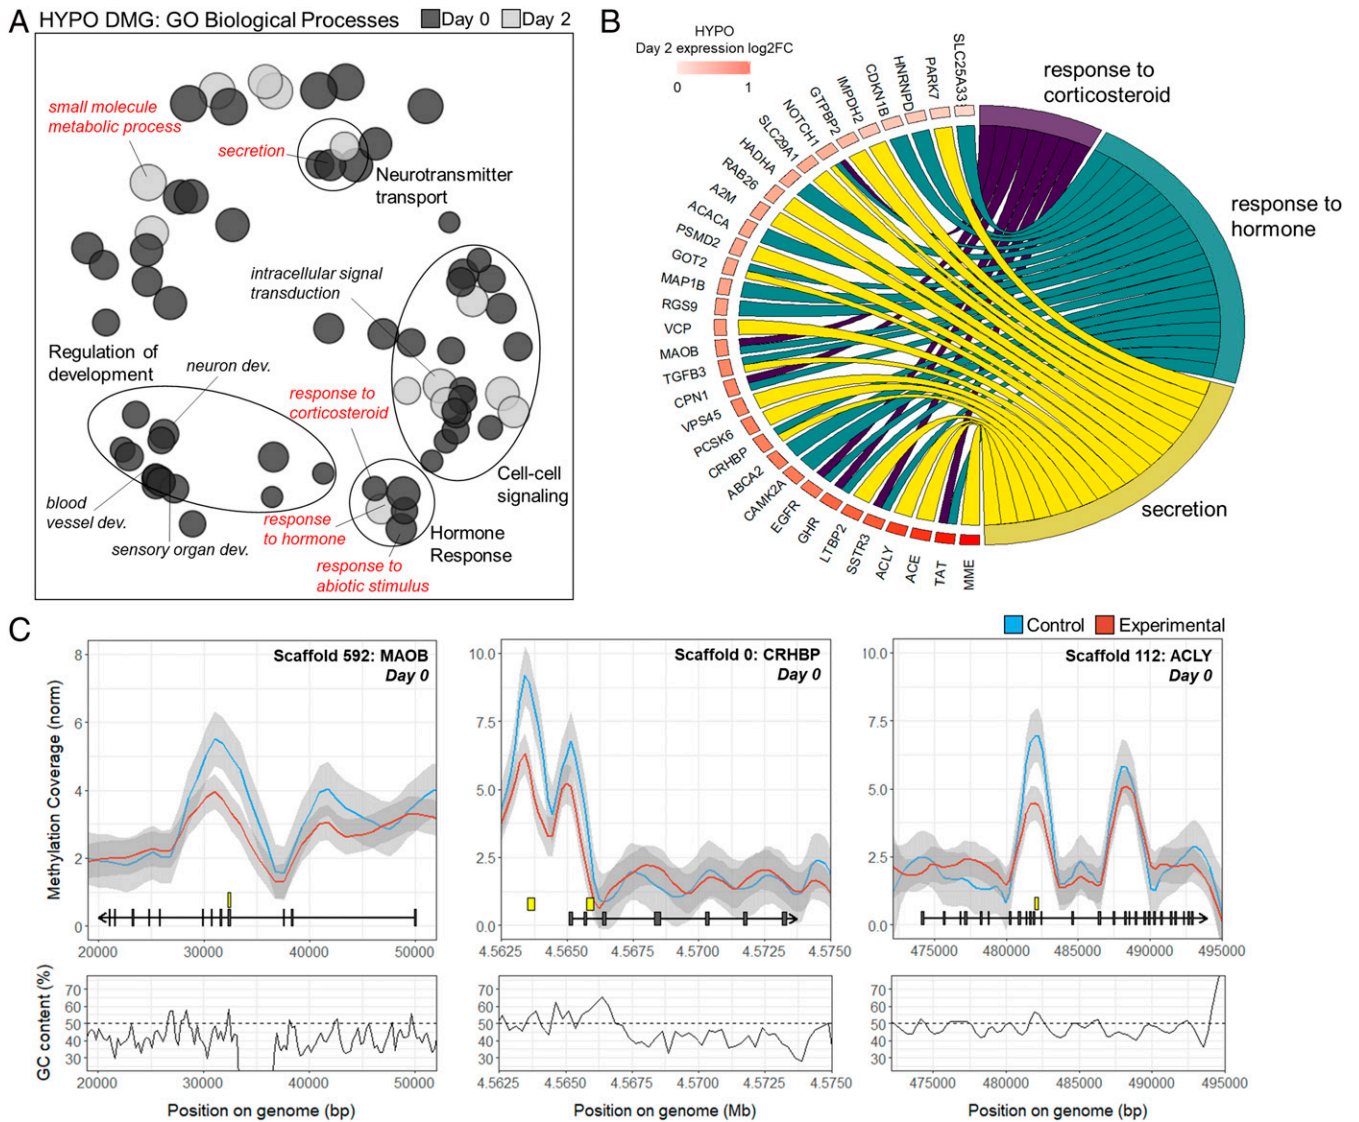 A HYPO DMG: GO Biological Processes Day 0 Day 2
small molecule
metabolic process
secretion
Neurotransmitter
transport
intracellular signal
transduction
Regulation of
development
neuron dev.
response to
corticosteroid
blood
vessel dev.
sensory organ dev.
response
to hormone
Cell-cell
signaling
Hormone
Response
response to
abiotic stimulus
B
HYPO
Day 2 expression log2FC
0 1
SLC25A33
PARK7
HNRNPD
CDKN1B
IMPDH2
GTPBP2
NOTCH1
SLC29A1
HADHA
RAB26
A2M
ACACA
PSMD2
GOT2
MAP1B
RGS9
VCP
MAOB
TGFB3
CPN1
VPS45
PCSK6
CRHBP
ABCA2
CAMK2A
EGFR
GHR
LTBP2
SSTR3
ACLY
ACE
TAT
MME
response to
corticosteroid
response to
hormone
secretion
C
Control Experimental
Methylation Coverage (norm)
Scaffold 592: MAOB
Day 0
8
6
4
2
0
20000 30000 40000 50000
Scaffold 0: CRHBP
Day 0
10.0
7.5
5.0
2.5
0.0
4.5625 4.5650 4.5675 4.5700 4.5725 4.5750
Scaffold 112: ACLY
Day 0
10.0
7.5
5.0
2.5
0.0
475000 480000 485000 490000 495000
GC content (%)
70
60
50
40
30
20000 30000 40000 50000
Position on genome (bp)
70
60
50
40
30
4.5625 4.5650 4.5675 4.5700 4.5725 4.5750
Position on genome (Mb)
70
60
50
40
30
475000 480000 485000 490000 495000
Position on genome (bp)